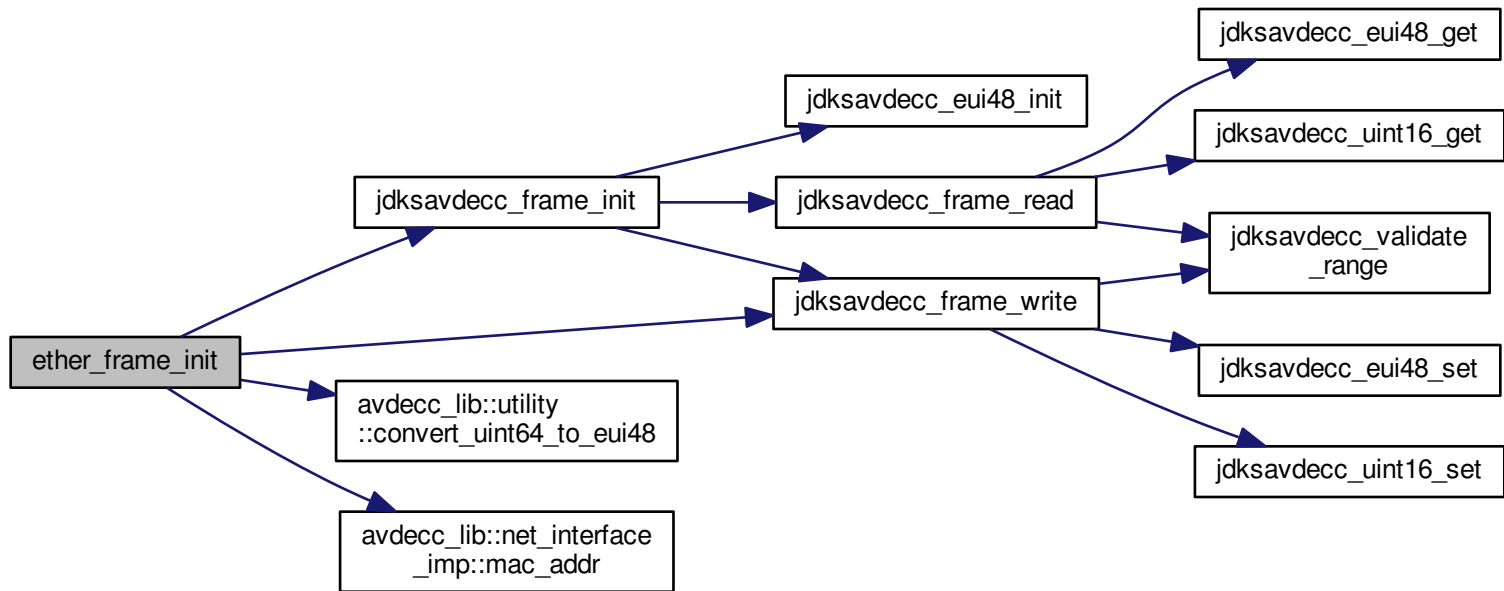 jdksavdecc_eui48_get
jdksavdecc_eui48_init
jdksavdecc_uint16_get
jdksavdecc_frame_init
jdksavdecc_frame_read
jdksavdecc_validate
_range
jdksavdecc_frame_write
ether_frame_init
jdksavdecc_eui48_set
avdecc_lib::utility
::convert_uint64_to_eui48
jdksavdecc_uint16_set
avdecc_lib::net_interface
_imp::mac_addr